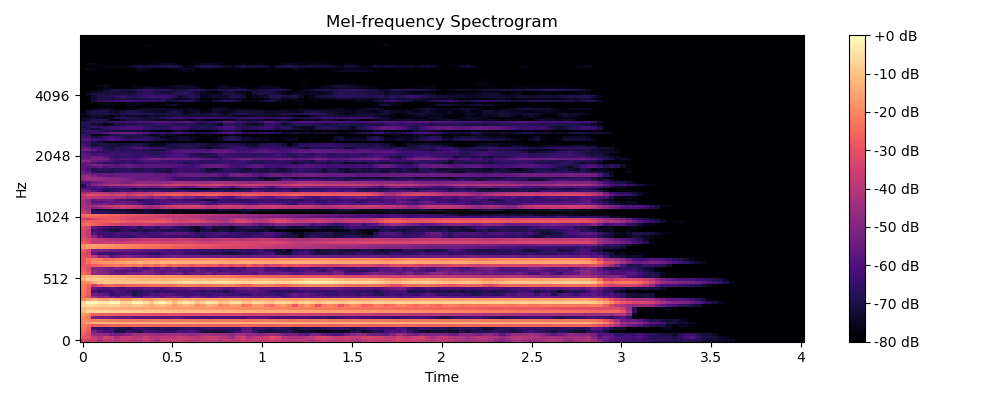 Mel-frequency Spectrogram
+0 dB
-10 dB
-20 dB
-30 dB
-40 dB
-50 dB
-60 dB
-70 dB
-80 dB
4096
2048
1024
512
0
Hz
0
0.5
1
1.5
2
2.5
3
3.5
4
Time